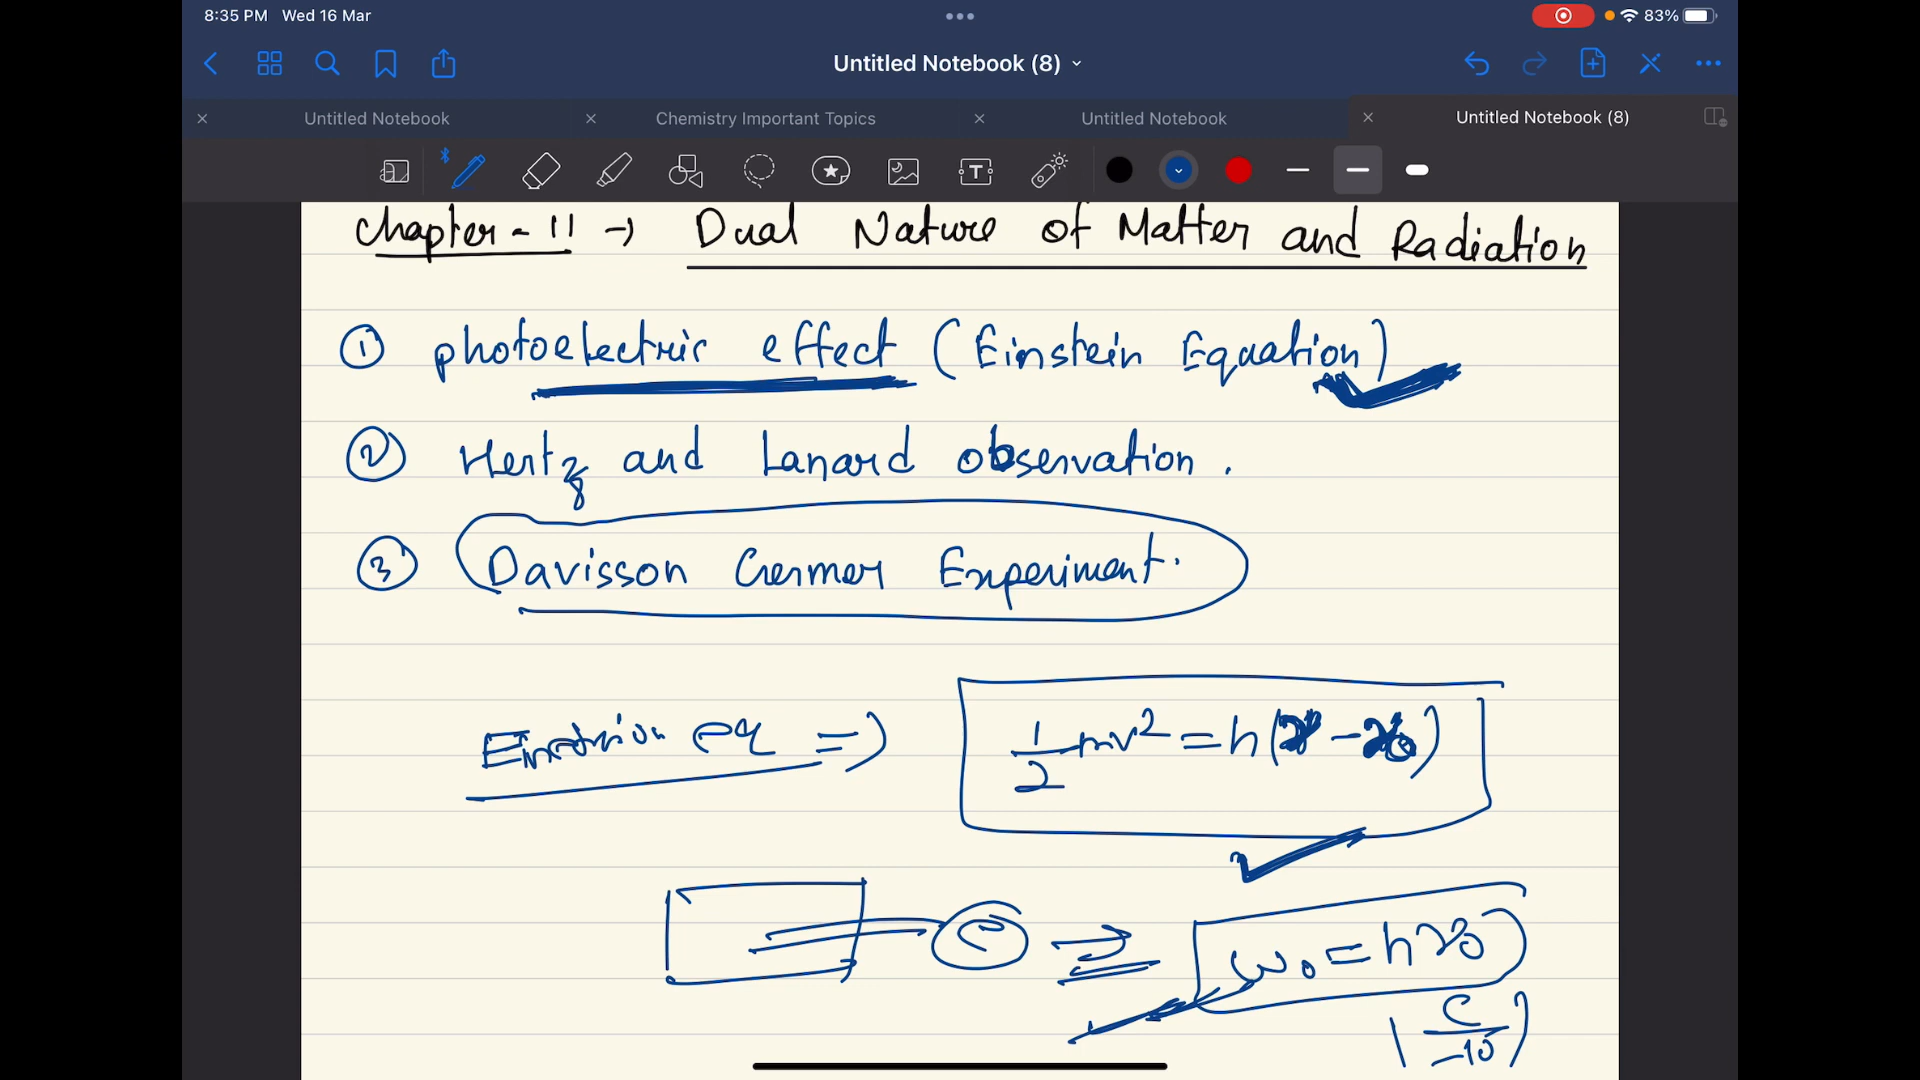 8:35 PM Wed 16 Mar
83%
Untitled Notebook (8)
Untitled Notebook
Chemistry Important Topics
Untitled Notebook
Untitled Notebook (8)
T
Chapter - 11 → Dual Nature of Matter and Radiation
① photoelectric effect (Einstein Equation)
② Hertz and Lanard observation.
③ Davisson Germer Experiment.
eq => 1/2 mv² = h(ν - ν₀)
e
ω₀ = hν₀